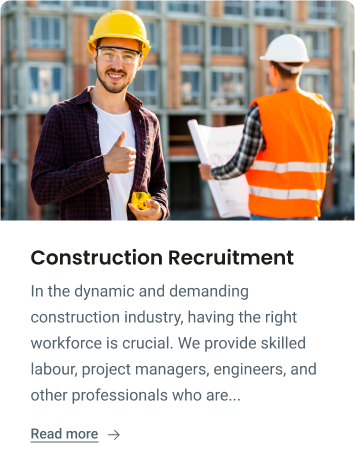 Construction Recruitment
In the dynamic and demanding
construction industry, having the right
workforce is crucial. We provide skilled
labour, project managers, engineers, and
other professionals who are...
Read more